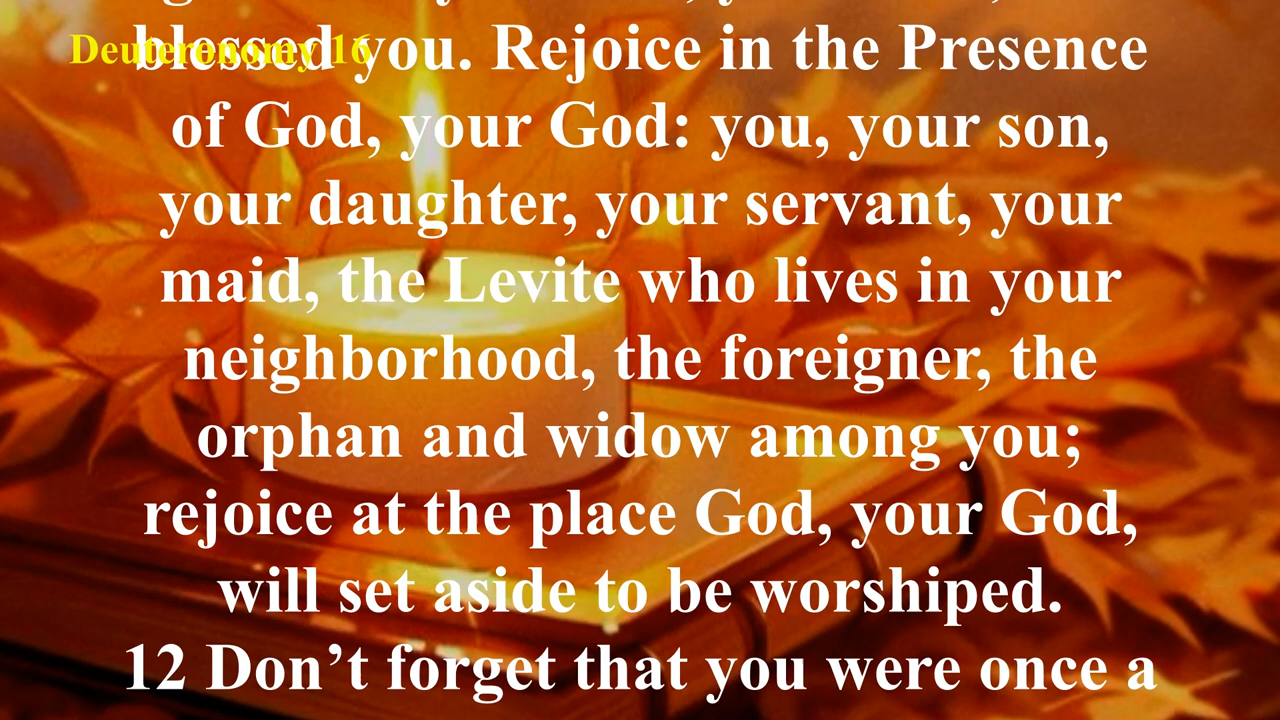 Deuteronomy 16
blessed you. Rejoice in the Presence
of God, your God: you, your son,
your daughter, your servant, your
maid, the Levite who lives in your
neighborhood, the foreigner, the
orphan and widow among you;
rejoice at the place God, your God,
will set aside to be worshiped.
12 Don’t forget that you were once a